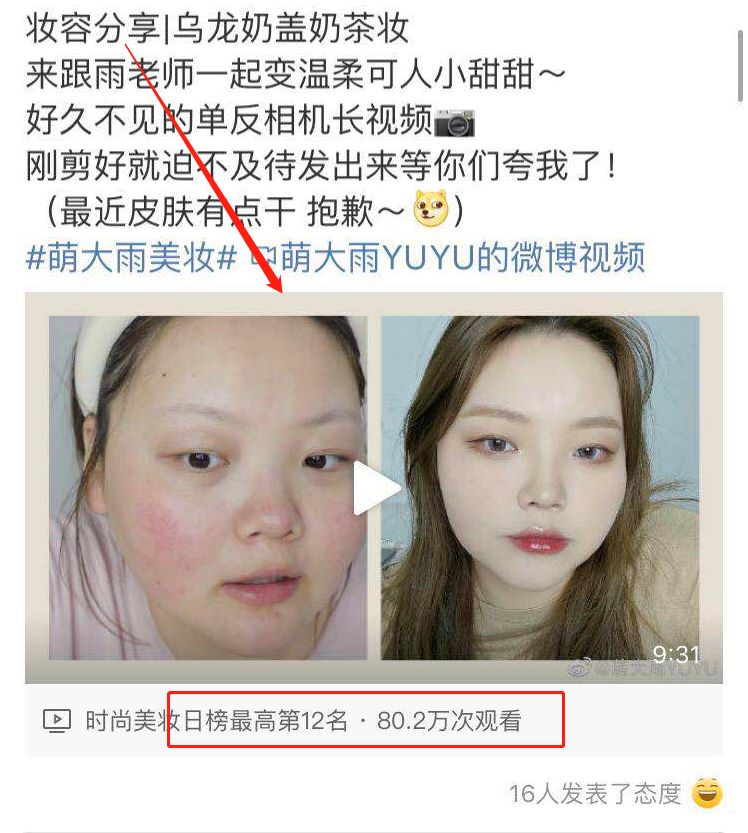 妆容分享|乌龙奶盖奶茶妆
来跟雨老师一起变温柔可人小甜甜～
好久不见的单反相机长视频📷
刚剪好就迫不及待发出来等你们夸我了！
（最近皮肤有点干 抱歉～）
#萌大雨美妆# 萌大雨YUYU的微博视频
9:31
@萌大雨YUYU
时尚美妆日榜最高第12名 · 80.2万次观看
16人发表了态度 😄